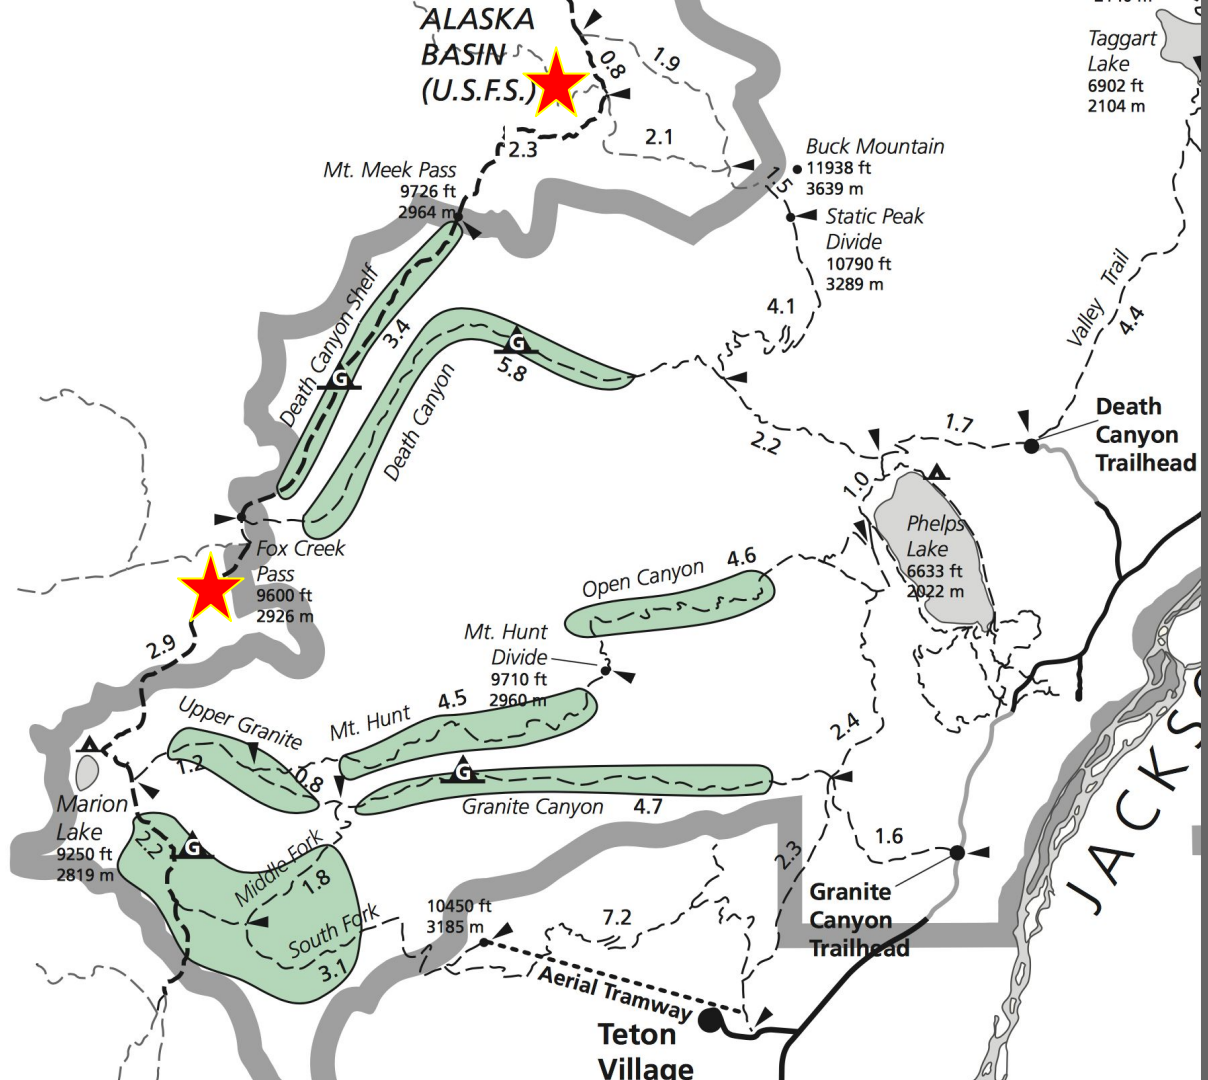 ALASKA
BASIN
(U.S.F.S.)
0.8
1.9
2.1
2.3
1.5
Taggart
Lake
6902 ft
2104 m
Buck Mountain
11938 ft
3639 m
Mt. Meek Pass
9726 ft
2964 m
Static Peak
Divide
10790 ft
3289 m
Valley Trail
4.4
4.1
Death Canyon Shelf
3.4
G
G
5.8
Death Canyon
2.2
1.7
Death
Canyon
Trailhead
1.0
Phelps
Lake
6633 ft
2022 m
Fox Creek
Pass
9600 ft
2926 m
Open Canyon
4.6
2.9
Mt. Hunt
Divide
9710 ft
2960 m
Upper Granite
1.2
0.8
Mt. Hunt
4.5
G
Granite Canyon
4.7
2.4
Marion
Lake
9250 ft
2819 m
2.2
G
Middle Fork
1.8
South Fork
3.1
1.6
2.3
Granite
Canyon
Trailhead
10450 ft
3185 m
7.2
Aerial Tramway
Teton
Village
JACKS